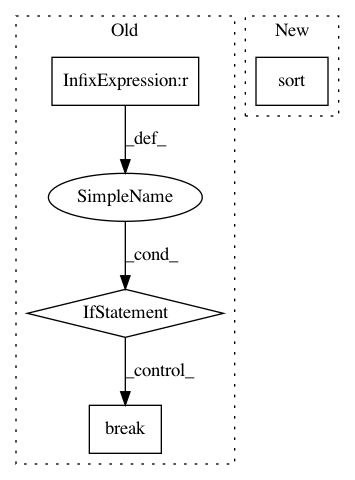 Old
New
InfixExpression:r
sort
_def_
SimpleName
_cond_
IfStatement
_control_
break